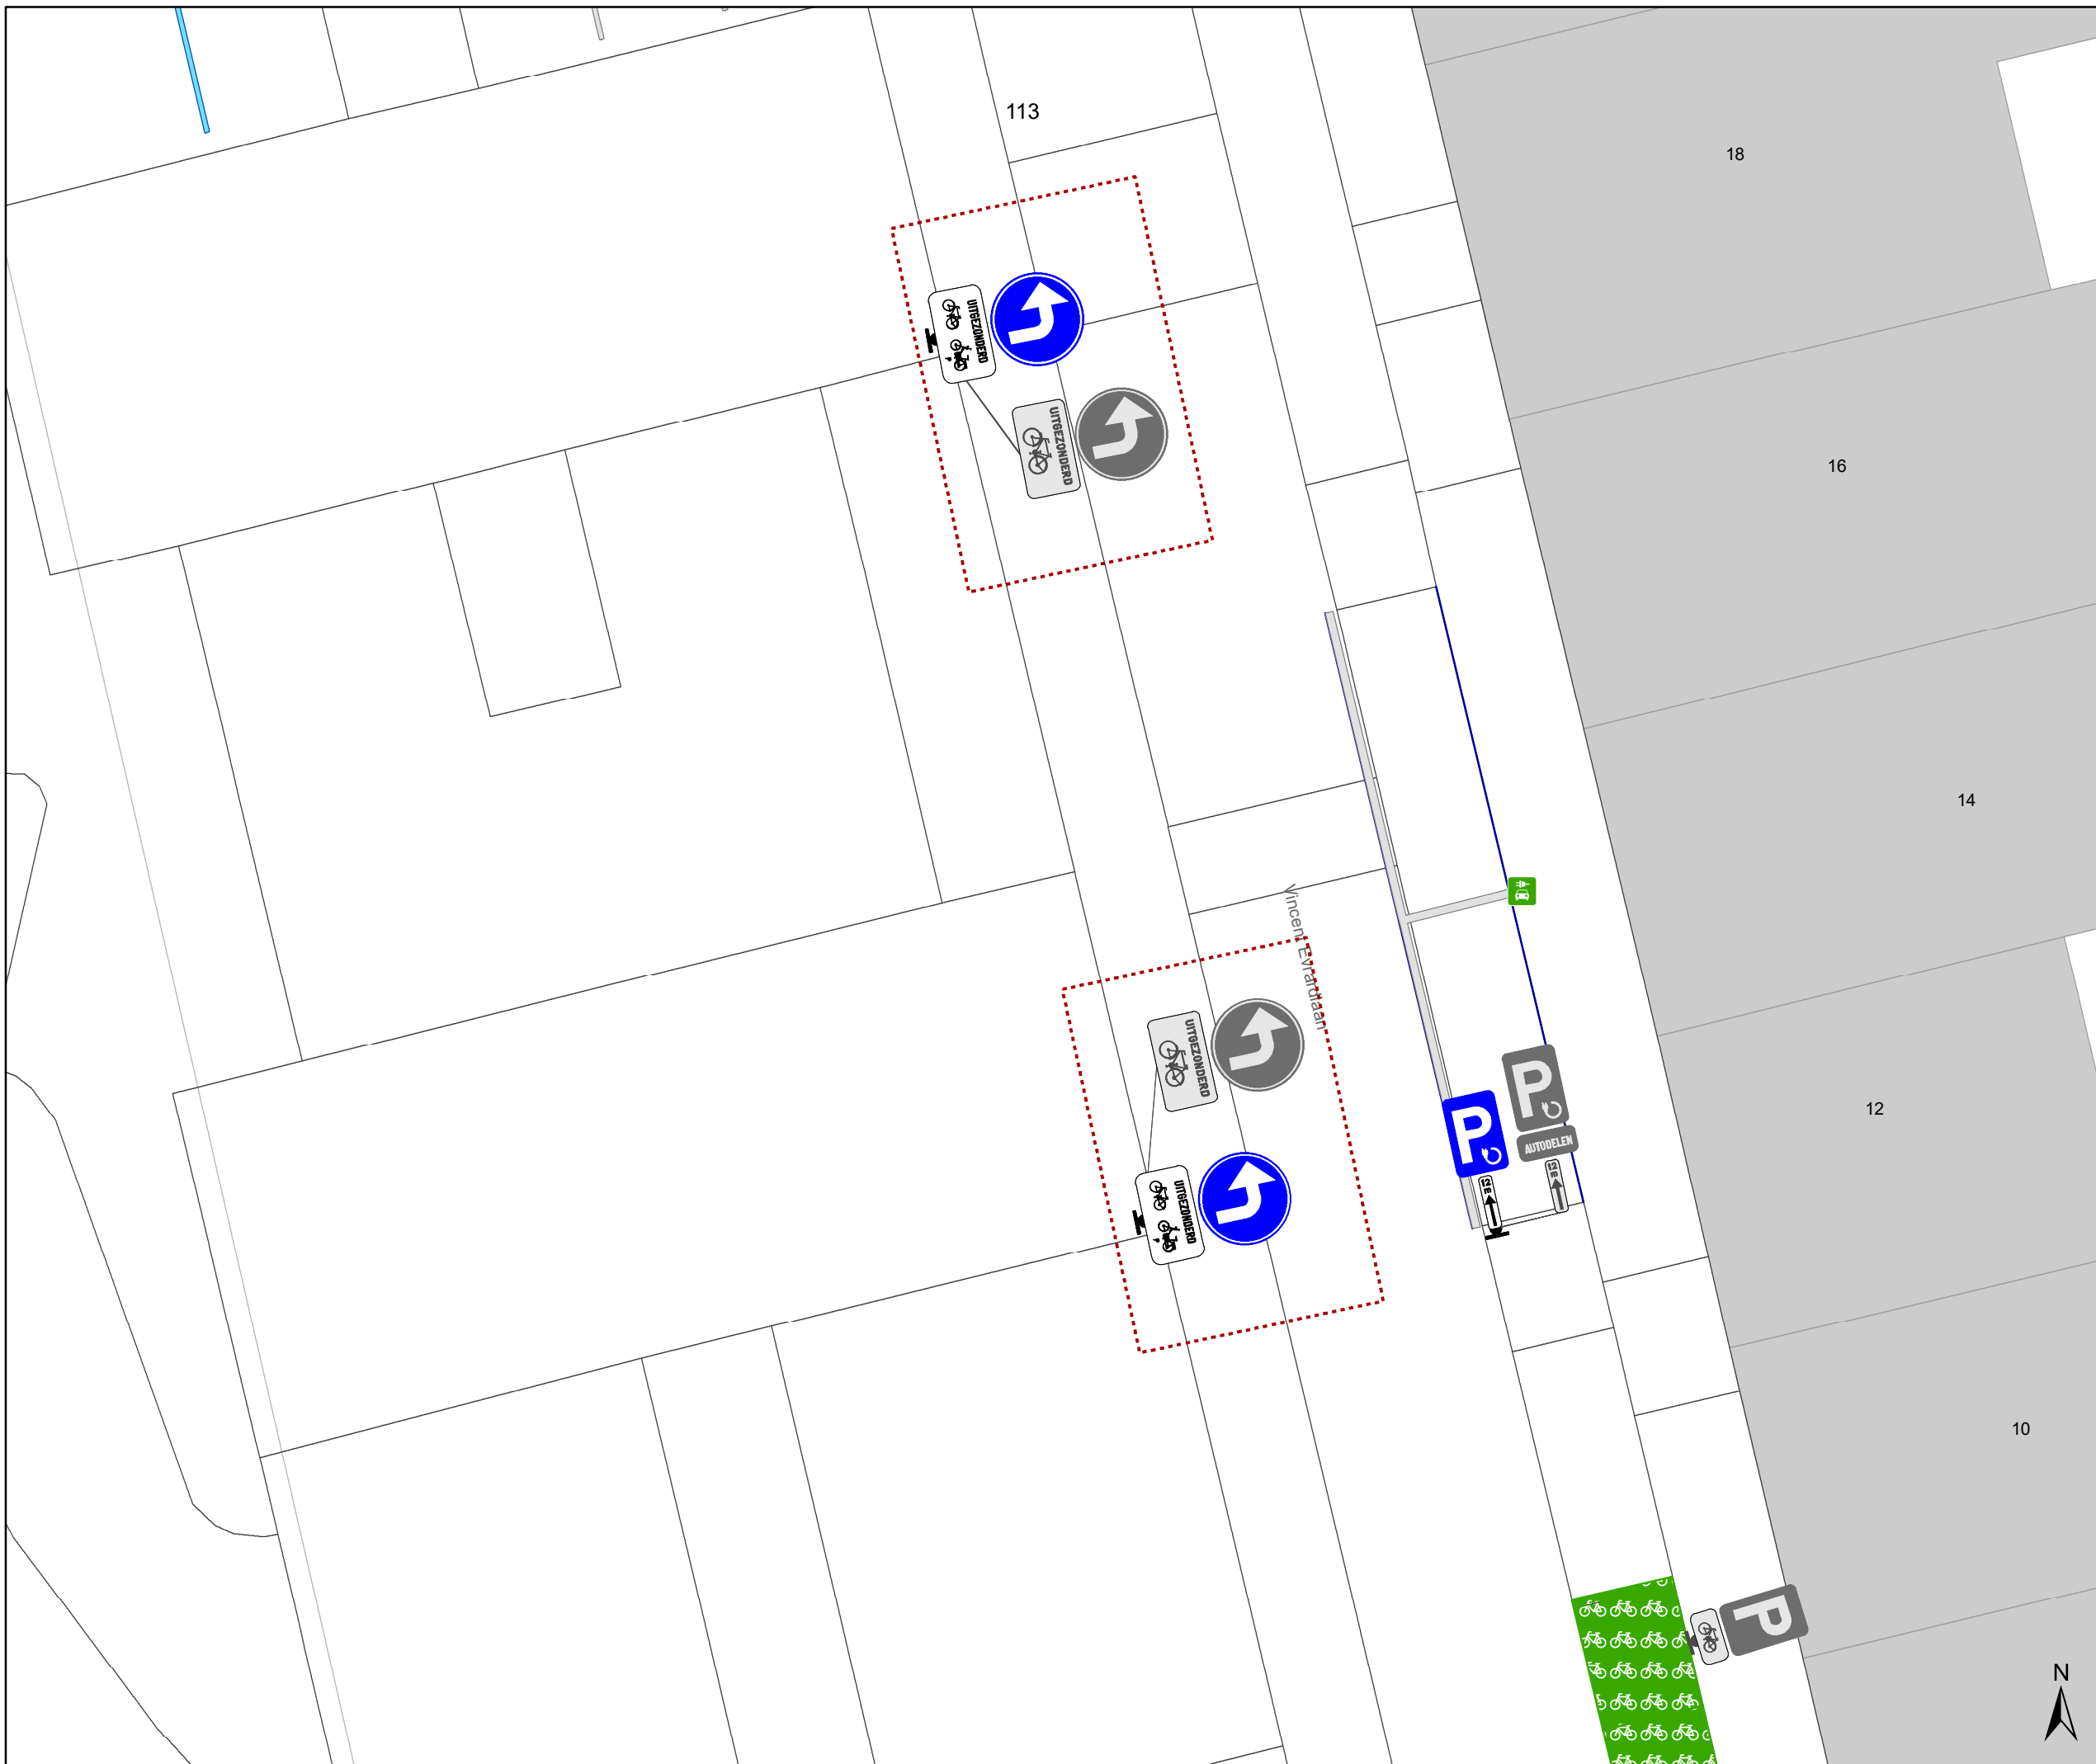 113
18
UITGEZONDERD
UITGEZONDERD
16
14
Vincent Evrardlaan
UITGEZONDERD
P
P
AUTODELEN
12
12 m
12 m
UITGEZONDERD
10
P
N